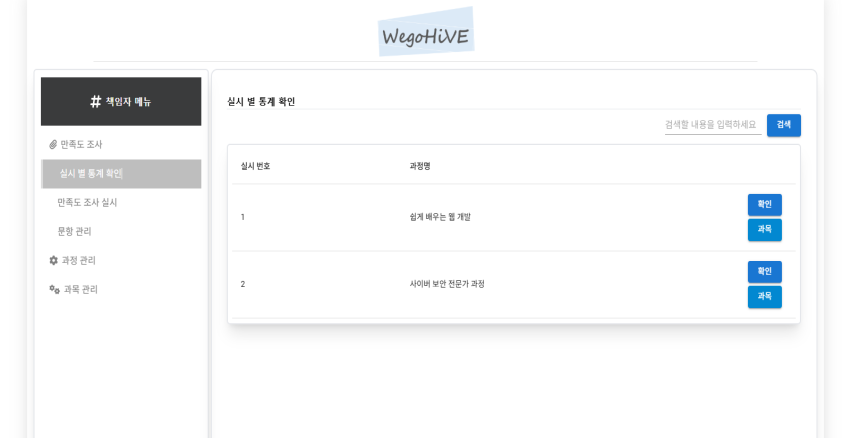 WegoHiVE
# 책임자 메뉴
만족도 조사
실시 별 통계 확인
만족도 조사 실시
문항 관리
과정 관리
과목 관리
실시 별 통계 확인
검색할 내용을 입력하세요 검색
실시 번호 과정명
1 쉽게 배우는 웹 개발 확인
과목
2 사이버 보안 전문가 과정 확인
과목